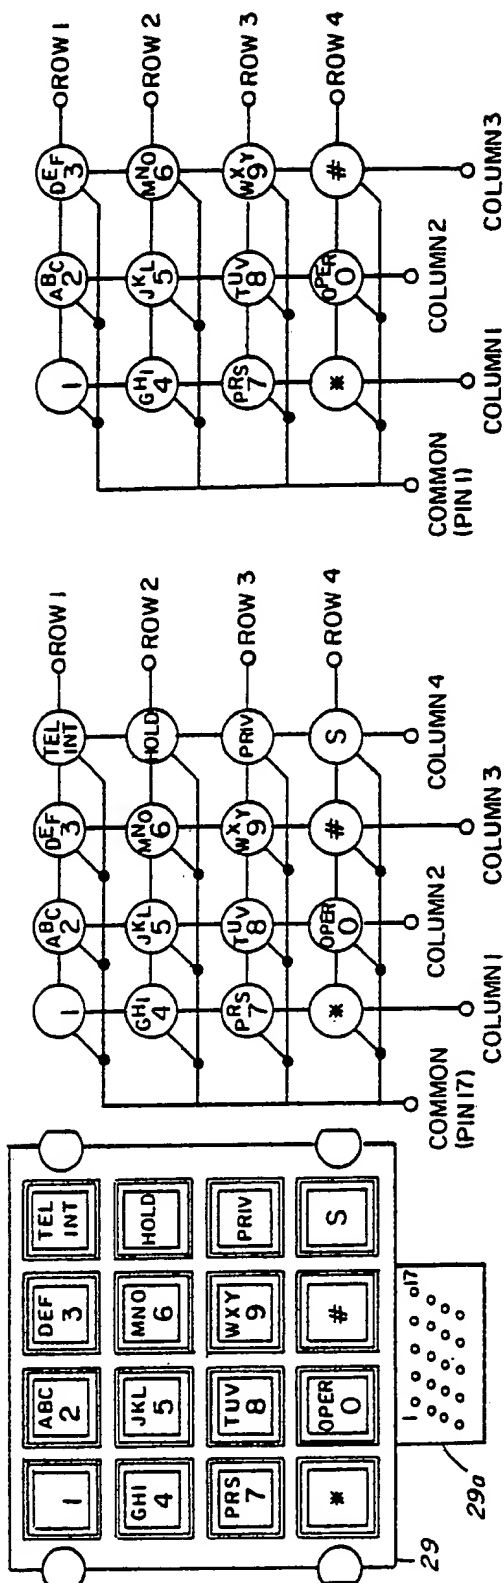 1
ABC
2
DEF
3
TEL
INT
GHI
4
JKL
5
MNO
6
HOLD
PRS
7
TUV
8
WXY
9
PRIV
*
OPER
0
#
S
1
17
29
29a
1
ABC
2
DEF
3
TEL
INT
ROW 1
GHI
4
JKL
5
MNO
6
HOLD
ROW 2
PRS
7
TUV
8
WXY
9
PRIV
ROW 3
*
OPER
0
#
S
ROW 4
COMMON
(PIN 17)
COLUMN 1
COLUMN 2
COLUMN 3
COLUMN 4
1
ABC
2
DEF
3
ROW 1
GHI
4
JKL
5
MNO
6
ROW 2
PRS
7
TUV
8
WXY
9
ROW 3
*
OPER
0
#
ROW 4
COMMON
(PIN 1)
COLUMN 1
COLUMN 2
COLUMN 3